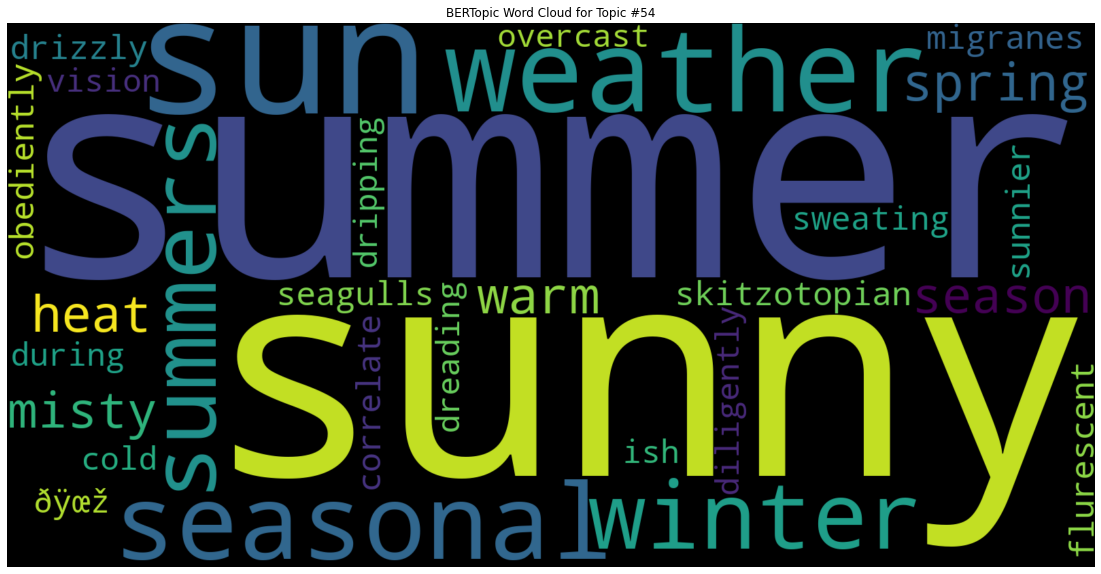 BERTopic Word Cloud for Topic #54
drizzly
sun
overcast
migranes
vision
weather
spring
obediently
summer
summers
dripping
sweating
sunnier
heat
seagulls
warm
skitzotopian
season
during
correlate
dreading
sunny
diligently
flurescent
misty
cold
ish
ðÿœž
seasonal
winter